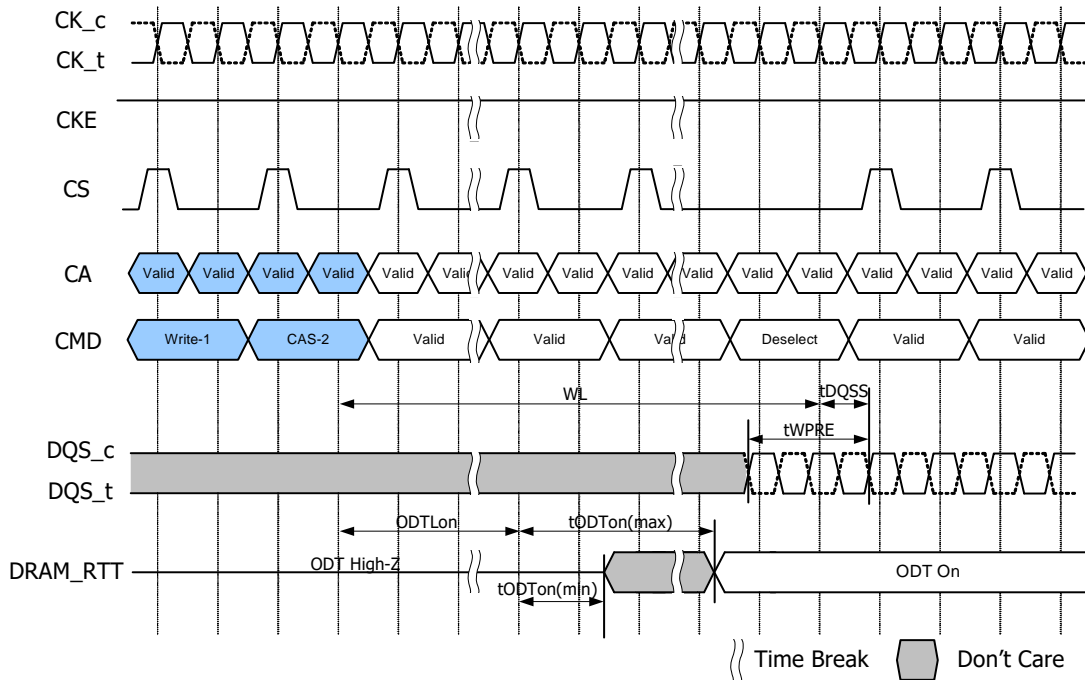 CK_c
CK_t
CKE
CS
CA Valid Valid Valid Valid Valid Valid Valid Valid Valid Valid Valid Valid Valid Valid Valid Valid
CMD Write-1 CAS-2 Valid Valid Valid Deselect Valid Valid
WL tDQSS
tWPRE
DQS_c
DQS_t
ODTLon tODTon(max)
DRAM_RTT ODT High-Z ODT On
tODTon(min)
Time Break Don't Care